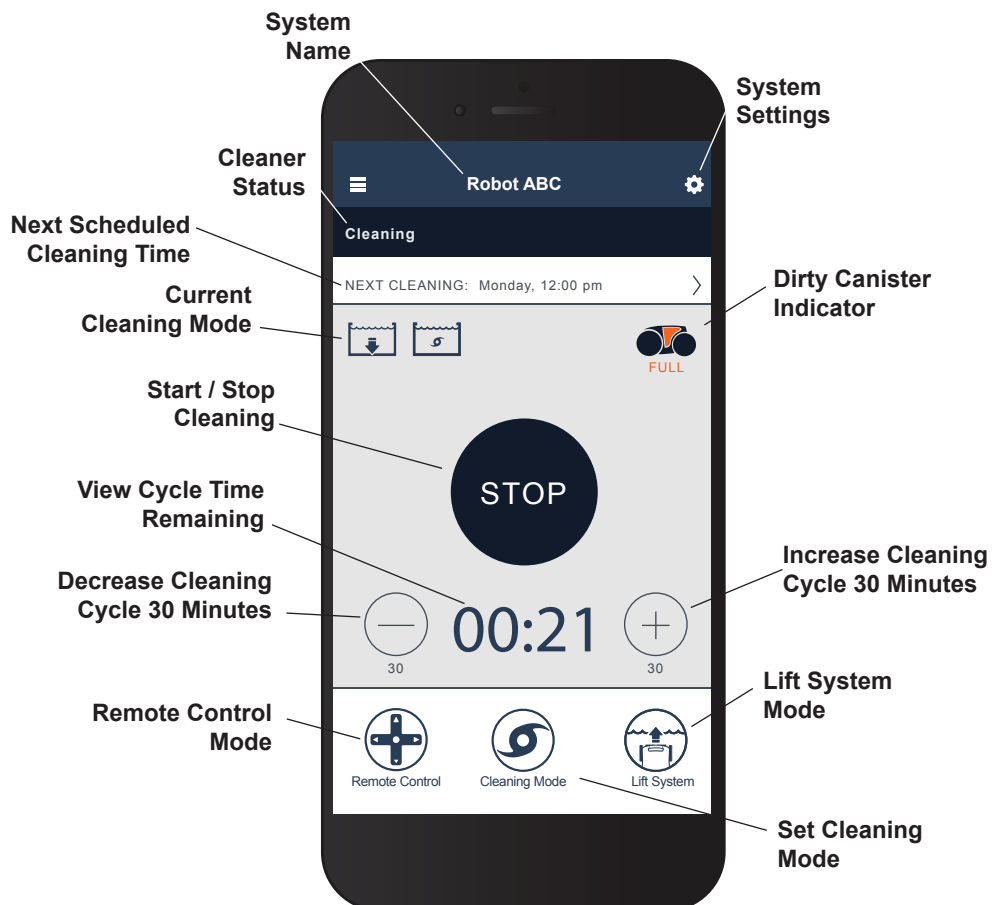 System
Name
System
Settings
Cleaner
Status
Robot ABC
Cleaning
Next Scheduled
Cleaning Time
NEXT CLEANING: Monday, 12:00 pm
Current
Cleaning Mode
Dirty Canister
Indicator
FULL
Start / Stop
Cleaning
STOP
View Cycle Time
Remaining
Decrease Cleaning
Cycle 30 Minutes
Increase Cleaning
Cycle 30 Minutes
00:21
30
30
Remote Control
Mode
Lift System
Mode
Remote Control
Cleaning Mode
Lift System
Set Cleaning
Mode